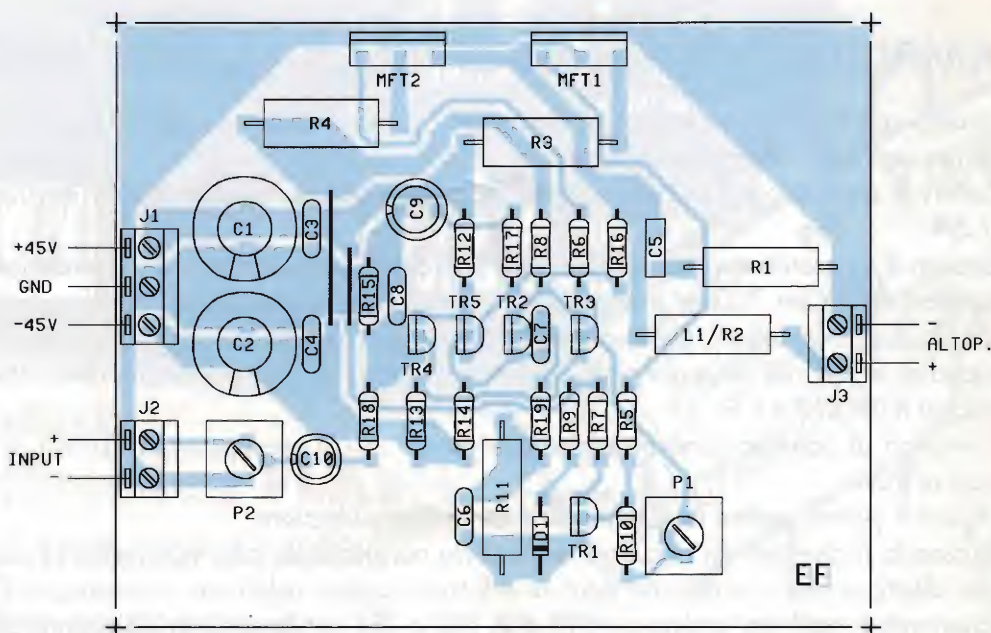 MFT2
MFT1
R4
R3
J1
C1
C3
C9
R12
R17
R8
R6
R16
C5
+45V
GND
-45V
R15
C8
R1
TR5
TR2
TR3
C2
C4
TR4
C7
L1/R2
-
ALTOP.
+
J3
J2
R18
R13
R14
R19
R9
R7
R5
+
INPUT
-
C10
P2
R11
C6
D1
TR1
R10
P1
EF